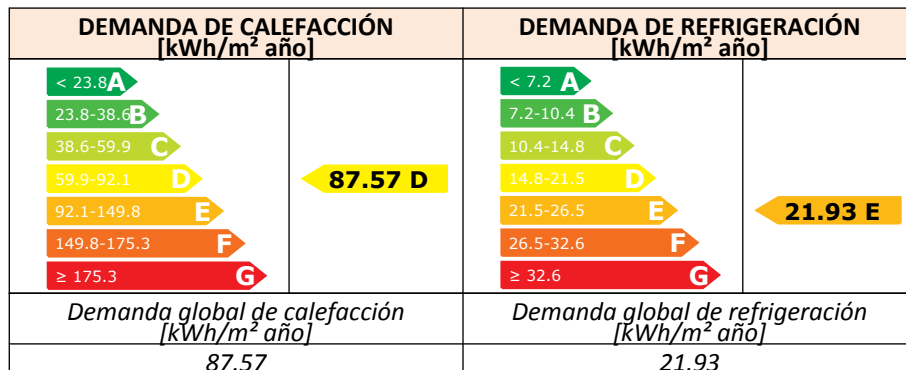 DEMANDA DE CALEFACCIÓN
[kWh/m² año]
DEMANDA DE REFRIGERACIÓN
[kWh/m² año]
< 23.8 A
23.8-38.6 B
38.6-59.9 C
59.9-92.1 D
92.1-149.8 E
149.8-175.3 F
≥ 175.3 G
87.57 D
< 7.2 A
7.2-10.4 B
10.4-14.8 C
14.8-21.5 D
21.5-26.5 E
26.5-32.6 F
≥ 32.6 G
21.93 E
Demanda global de calefacción
[kWh/m² año]
Demanda global de refrigeración
[kWh/m² año]
87.57
21.93